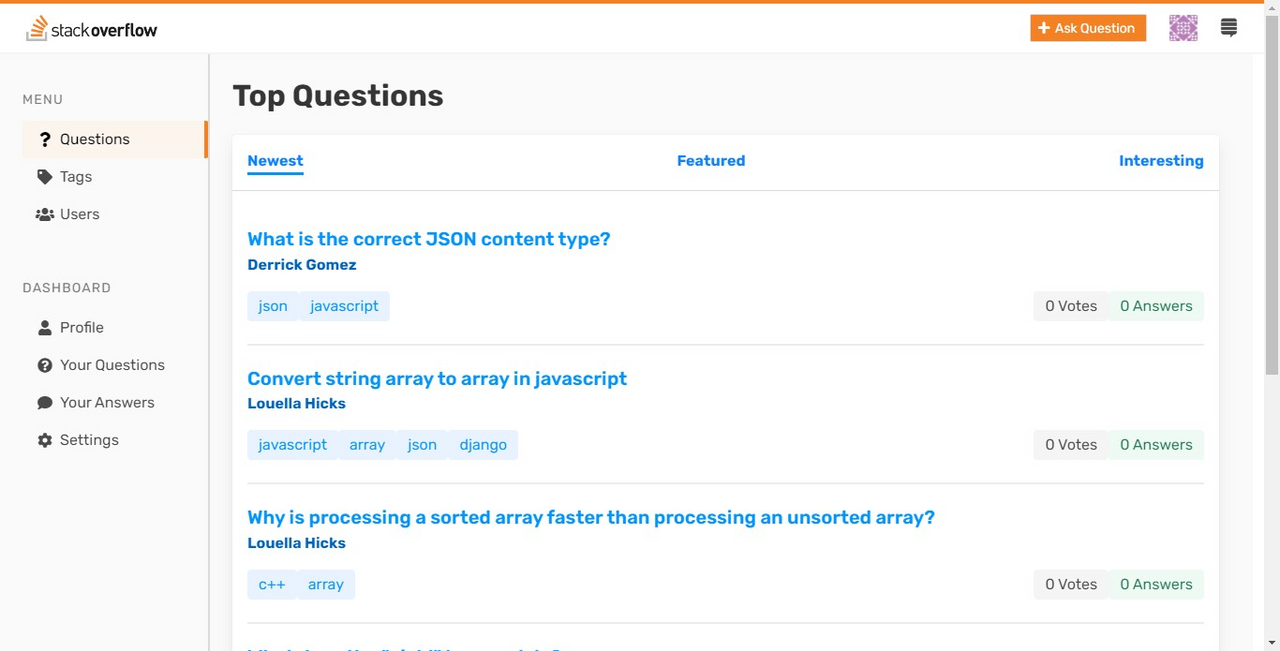 stack overflow
Ask Question
MENU
Questions
Tags
Users
DASHBOARD
Profile
Your Questions
Your Answers
Settings
Top Questions
Newest Featured Interesting
What is the correct JSON content type?
Derrick Gomez
json javascript 0 Votes 0 Answers
Convert string array to array in javascript
Louella Hicks
javascript array json django 0 Votes 0 Answers
Why is processing a sorted array faster than processing an unsorted array?
Louella Hicks
c++ array 0 Votes 0 Answers